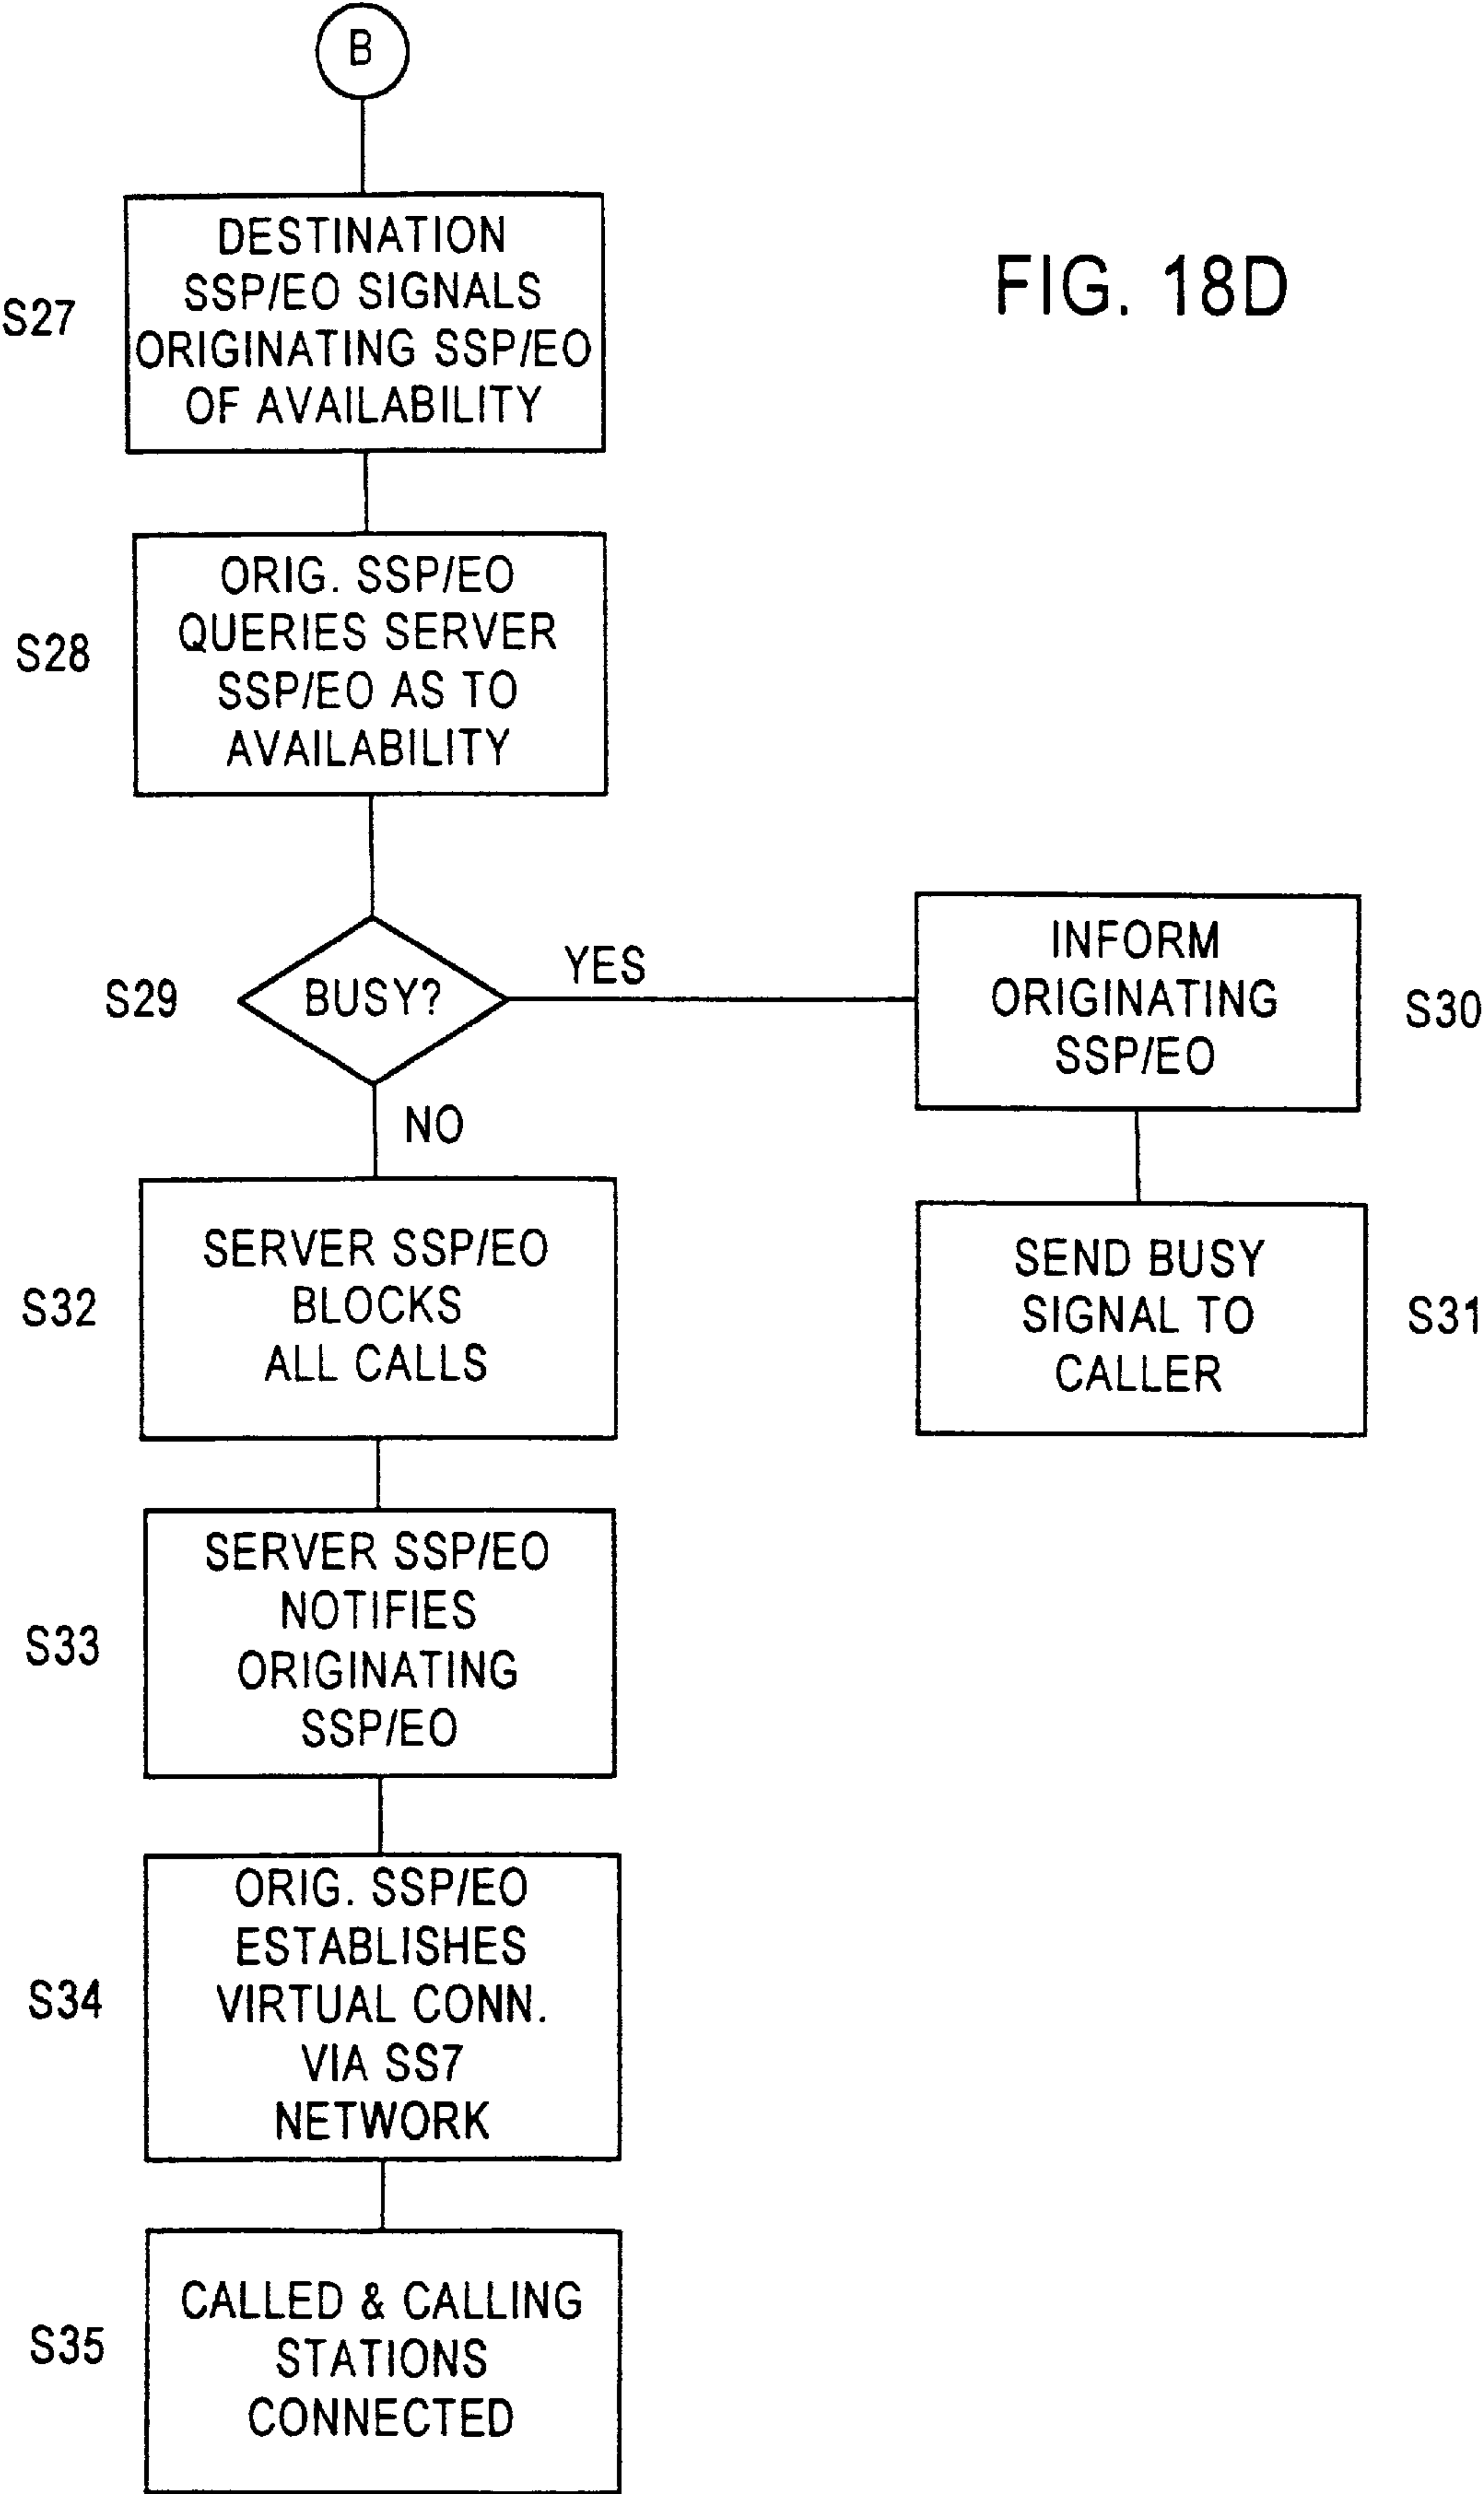 B
FIG. 18D
S27
DESTINATION
SSP/EO SIGNALS
ORIGINATING SSP/EO
OF AVAILABILITY
S28
ORIG. SSP/EO
QUERIES SERVER
SSP/EO AS TO
AVAILABILITY
S29
BUSY?
YES
NO
INFORM
ORIGINATING
SSP/EO
S30
SEND BUSY
SIGNAL TO
CALLER
S31
S32
SERVER SSP/EO
BLOCKS
ALL CALLS
S33
SERVER SSP/EO
NOTIFIES
ORIGINATING
SSP/EO
S34
ORIG. SSP/EO
ESTABLISHES
VIRTUAL CONN.
VIA SS7
NETWORK
S35
CALLED & CALLING
STATIONS
CONNECTED